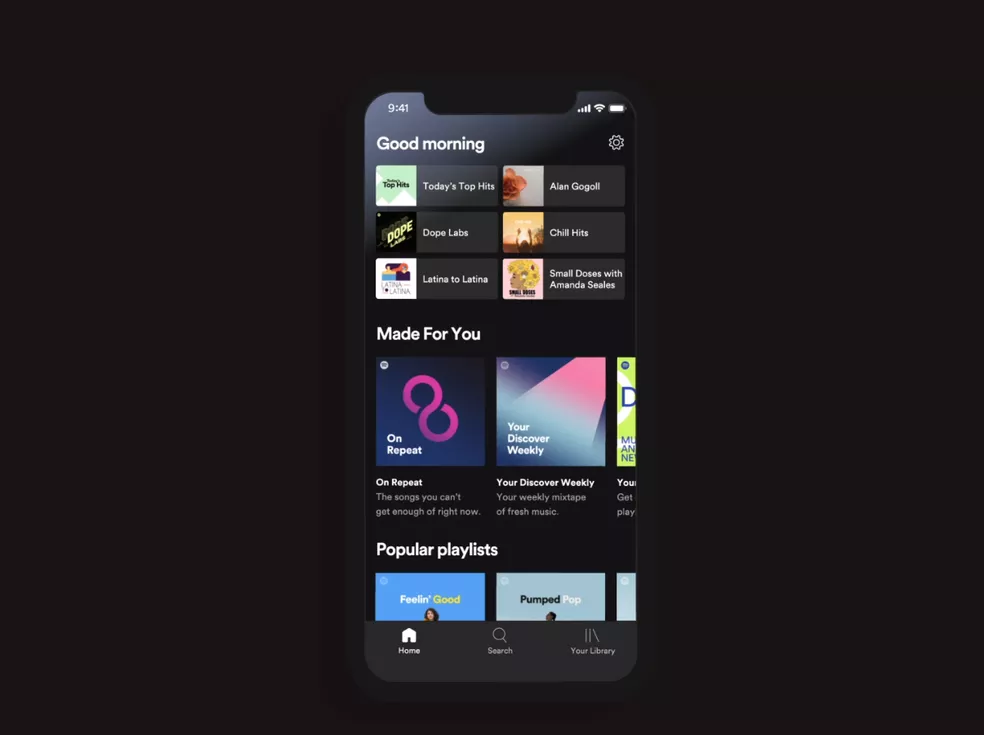 9:41
Good morning
Today's Top Hits
Today's Top Hits
Alan Gogoll
DOPE LABS
Dope Labs
Chill Hits
LATINA
LATINA
Latina to Latina
SMALL DOSES
Small Doses with
Amanda Seales
Made For You
On
Repeat
Your
Discover
Weekly
D
MU
AN
NE
On Repeat
The songs you can't
get enough of right now.
Your Discover Weekly
Your weekly mixtape
of fresh music.
You
Get
play
Popular playlists
Feelin' Good
Pumped Pop
Home
Search
Your Library